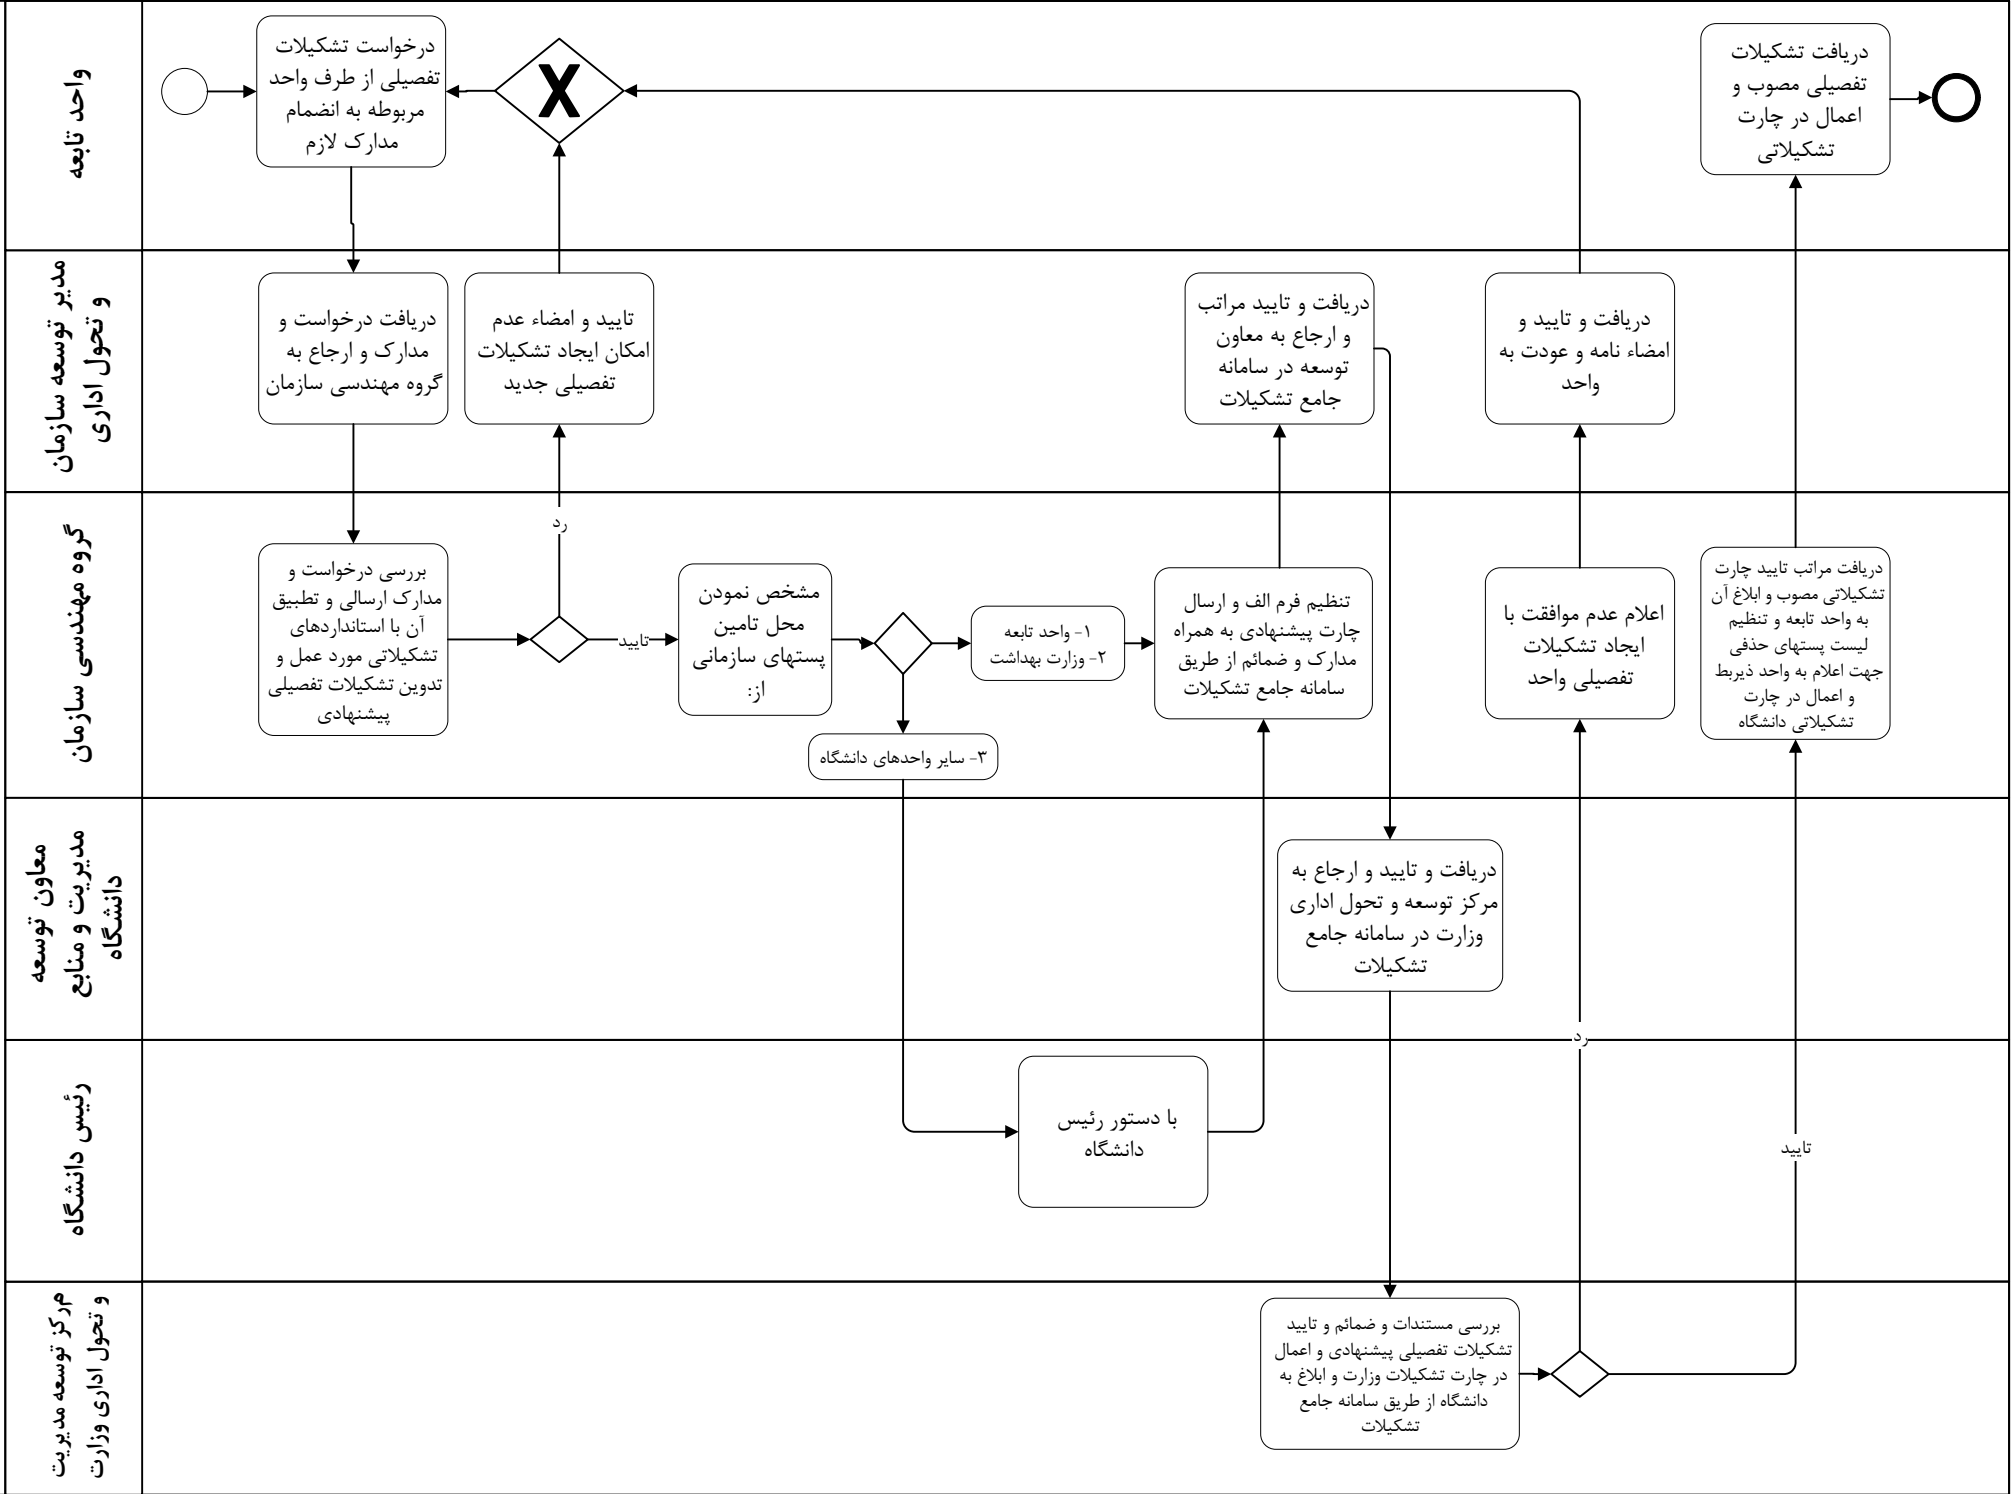 واحد تابعه
درخواست تشکیلات
تفصیلی از طرف واحد
مربوطه به انضمام
مدارک لازم
X
دریافت تشکیلات
تفصیلی مصوب و
اعمال در چارت
تشکیلاتی
مدیر توسعه سازمان
و تحول اداری
دریافت درخواست و
مدارک و ارجاع به
گروه مهندسی سازمان
تایید و امضاء عدم
امکان ایجاد تشکیلات
تفصیلی جدید
دریافت و تایید مراتب
و ارجاع به معاون
توسعه در سامانه
جامع تشکیلات
دریافت و تایید و
امضاء نامه و عودت به
واحد
گروه مهندسی سازمان
بررسی درخواست و
مدارک ارسالی و تطبیق
آن با استانداردهای
تشکیلاتی مورد عمل و
تدوین تشکیلات تفصیلی
پیشنهادی
رد
تایید
مشخص نمودن
محل تامین
پستهای سازمانی
از:
۱- واحد تابعه
۲- وزارت بهداشت
۳- سایر واحدهای دانشگاه
تنظیم فرم الف و ارسال
چارت پیشنهادی به همراه
مدارک و ضمائم از طریق
سامانه جامع تشکیلات
اعلام عدم موافقت با
ایجاد تشکیلات
تفصیلی واحد
دریافت مراتب تایید چارت
تشکیلاتی مصوب و ابلاغ آن
به واحد تابعه و تنظیم
لیست پستهای حذفی
جهت اعلام به واحد ذیربط
و اعمال در چارت
تشکیلاتی دانشگاه
معاون توسعه
مدیریت و منابع
دانشگاه
دریافت و تایید و ارجاع به
مرکز توسعه و تحول اداری
وزارت در سامانه جامع
تشکیلات
رد
رئیس دانشگاه
با دستور رئیس
دانشگاه
تایید
مرکز توسعه مدیریت
و تحول اداری وزارت
بررسی مستندات و ضمائم و تایید
تشکیلات تفصیلی پیشنهادی و اعمال
در چارت تشکیلات وزارت و ابلاغ به
دانشگاه از طریق سامانه جامع
تشکیلات